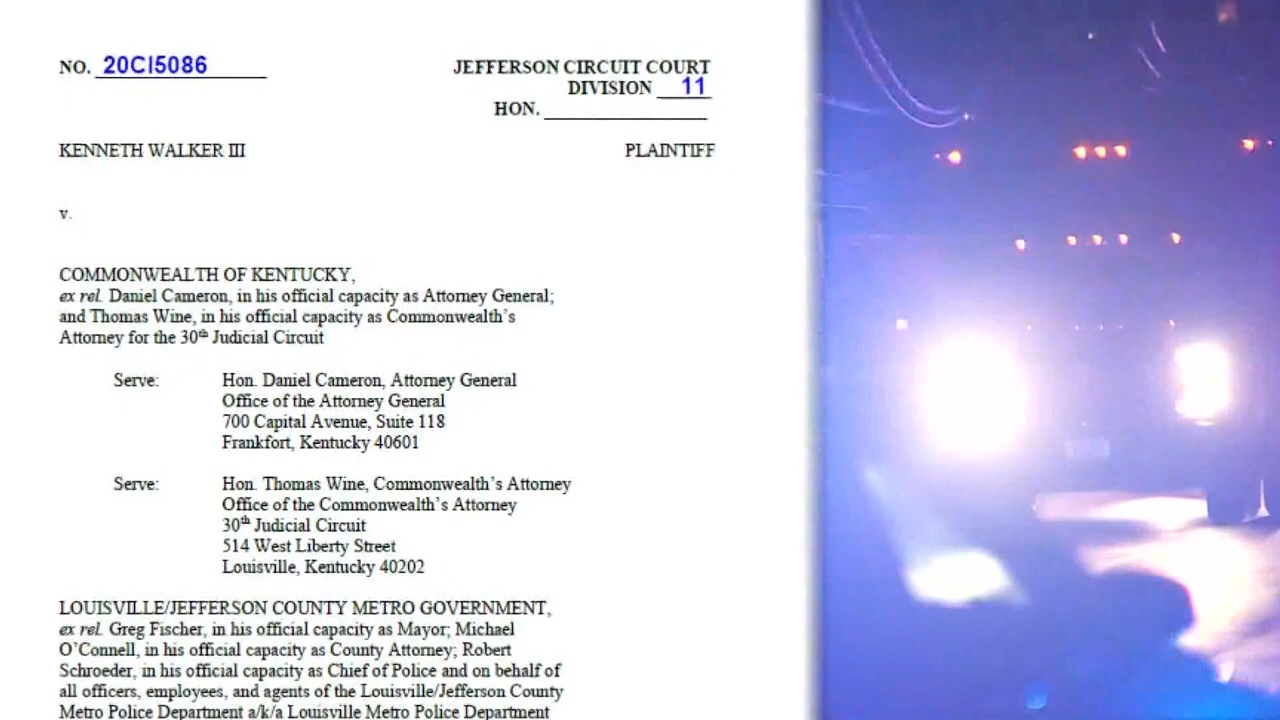 NO. 20CI5086 JEFFERSON CIRCUIT COURT
DIVISION 11
HON.
KENNETH WALKER III PLAINTIFF
v.
COMMONWEALTH OF KENTUCKY,
ex rel. Daniel Cameron, in his official capacity as Attorney General;
and Thomas Wine, in his official capacity as Commonwealth's
Attorney for the 30th Judicial Circuit
Serve: Hon. Daniel Cameron, Attorney General
Office of the Attorney General
700 Capital Avenue, Suite 118
Frankfort, Kentucky 40601
Serve: Hon. Thomas Wine, Commonwealth's Attorney
Office of the Commonwealth's Attorney
30th Judicial Circuit
514 West Liberty Street
Louisville, Kentucky 40202
LOUISVILLE/JEFFERSON COUNTY METRO GOVERNMENT,
ex rel. Greg Fischer, in his official capacity as Mayor; Michael
O'Connell, in his official capacity as County Attorney; Robert
Schroeder, in his official capacity as Chief of Police and on behalf of
all officers, employees, and agents of the Louisville/Jefferson County
Metro Police Department a/k/a Louisville Metro Police Department